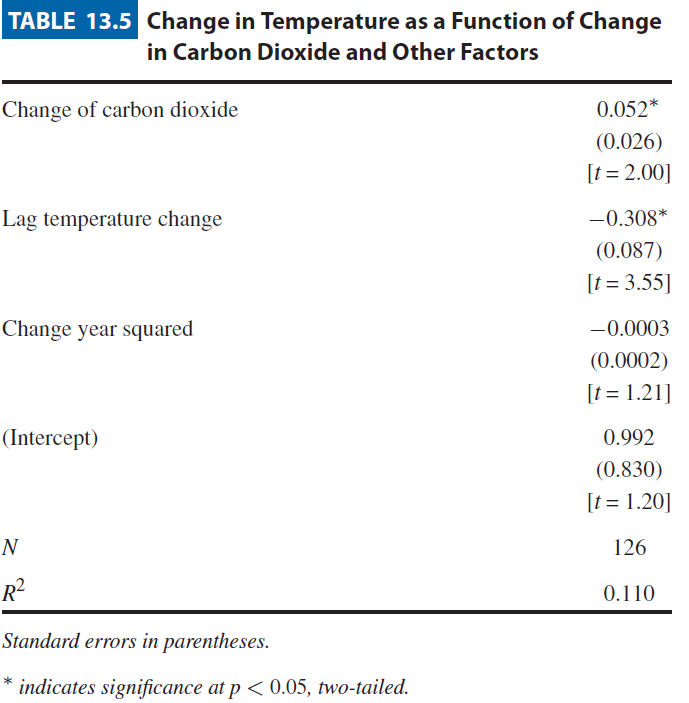 TABLE 13.5 Change in Temperature as a Function of Change
in Carbon Dioxide and Other Factors
Change of carbon dioxide 0.052*
(0.026)
[t = 2.00]
Lag temperature change −0.308*
(0.087)
[t = 3.55]
Change year squared −0.0003
(0.0002)
[t = 1.21]
(Intercept) 0.992
(0.830)
[t = 1.20]
N 126
R² 0.110
Standard errors in parentheses.
* indicates significance at p < 0.05, two-tailed.